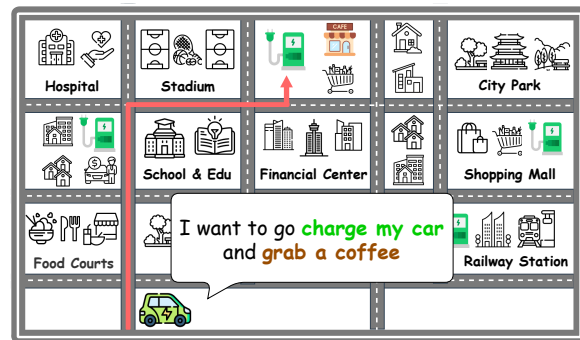 CAFE
Hospital
Stadium
City Park
School & Edu
Financial Center
Shopping Mall
I want to go charge my car
and grab a coffee
Food Courts
Railway Station